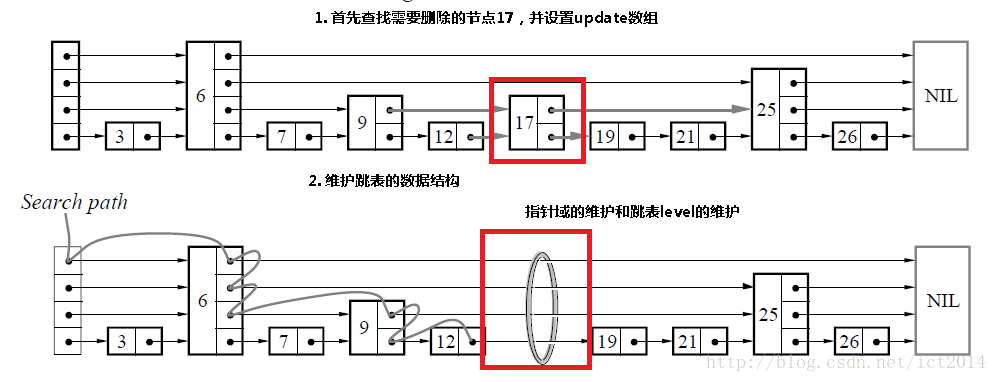 1. 首先查找需要删除的节点17，并设置update数组
6
NIL
25
9
17
3
7
12
19
21
26
2. 维护跳表的数据结构
Search path
指针域的维护和跳表level的维护
6
NIL
25
9
3
7
12
19
21
26
http://blog.csdn.net/ict2014